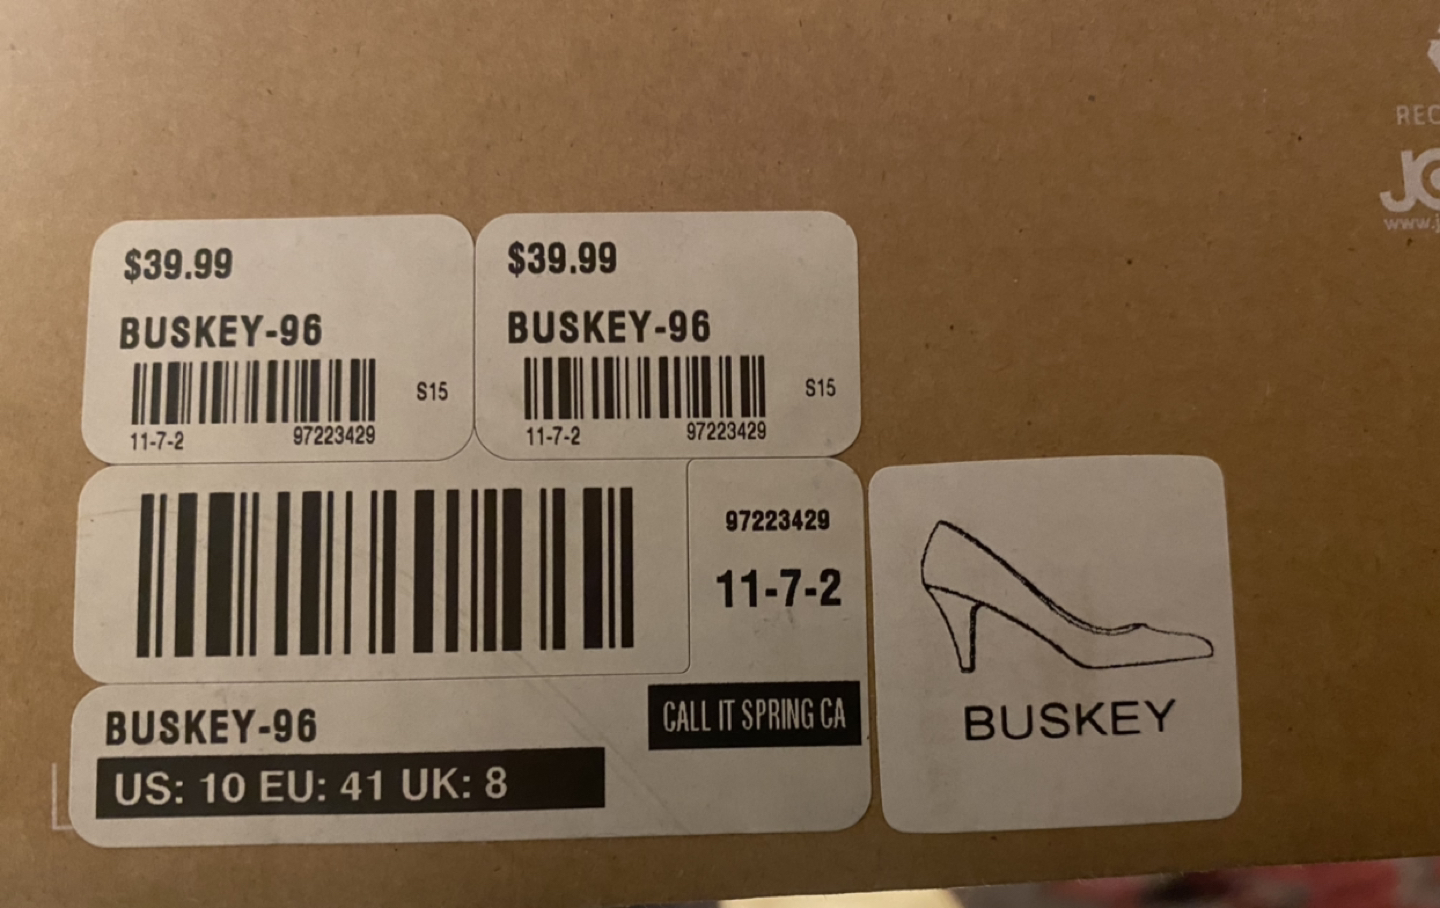 $39.99
BUSKEY-96
S15
11-7-2 97223429
$39.99
BUSKEY-96
S15
11-7-2 97223429
97223429
11-7-2
CALL IT SPRING CA
BUSKEY-96
US: 10 EU: 41 UK: 8
BUSKEY
REC
www.j